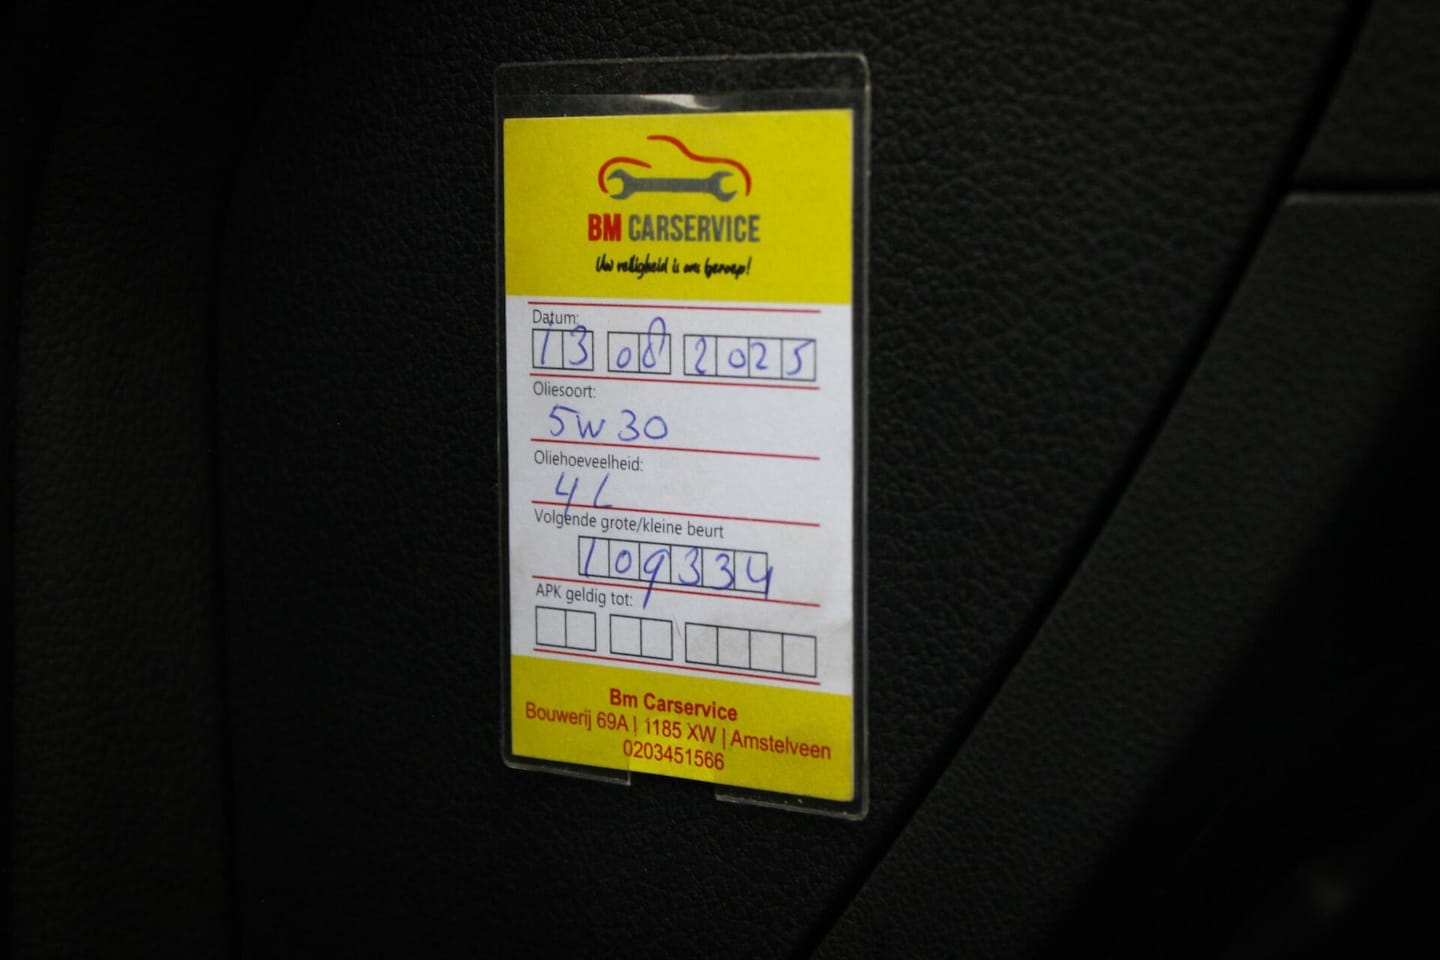 BM CARSERVICE
Uw veiligheid is ons beroep!
Datum:
13 08 2025
Oliesoort:
5W30
Oliehoeveelheid:
4L
Volgende grote/kleine beurt
109334
APK geldig tot:
Bm Carservice
Bouwerij 69A | 1185 XW | Amstelveen
0203451566